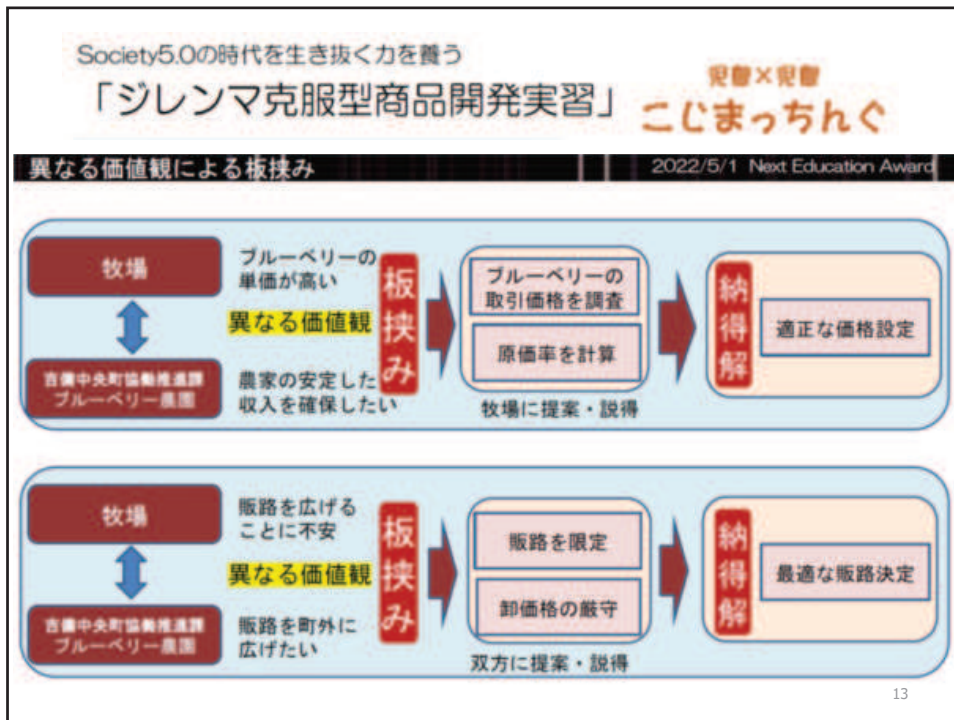 Society5.0の時代を生き抜く力を養う
「ジレンマ克服型商品開発実習」
児島×児島
こじまっちんぐ
異なる価値観による板挟み
2022/5/1 Next Education Award
牧場
吉備中央町協働推進課
ブルーベリー農園
ブルーベリーの
単価が高い
異なる価値観
農家の安定した
収入を確保したい
板挟み
ブルーベリーの
取引価格を調査
原価率を計算
牧場に提案・説得
納得解
適正な価格設定
牧場
吉備中央町協働推進課
ブルーベリー農園
販路を広げる
ことに不安
異なる価値観
販路を町外に
広げたい
板挟み
販路を限定
卸価格の厳守
双方に提案・説得
納得解
最適な販路決定
13